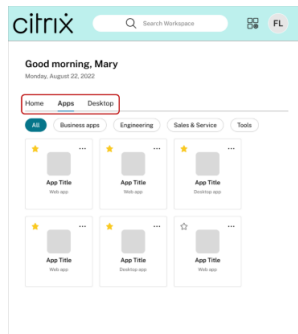 citrix
Search Workspace
FL
Good morning, Mary
Monday, August 22, 2022
Home Apps Desktop
All Business apps Engineering Sales & Service Tools
App Title App Title App Title
Web app Web app Desktop app
App Title App Title App Title
Web app Desktop app Web app